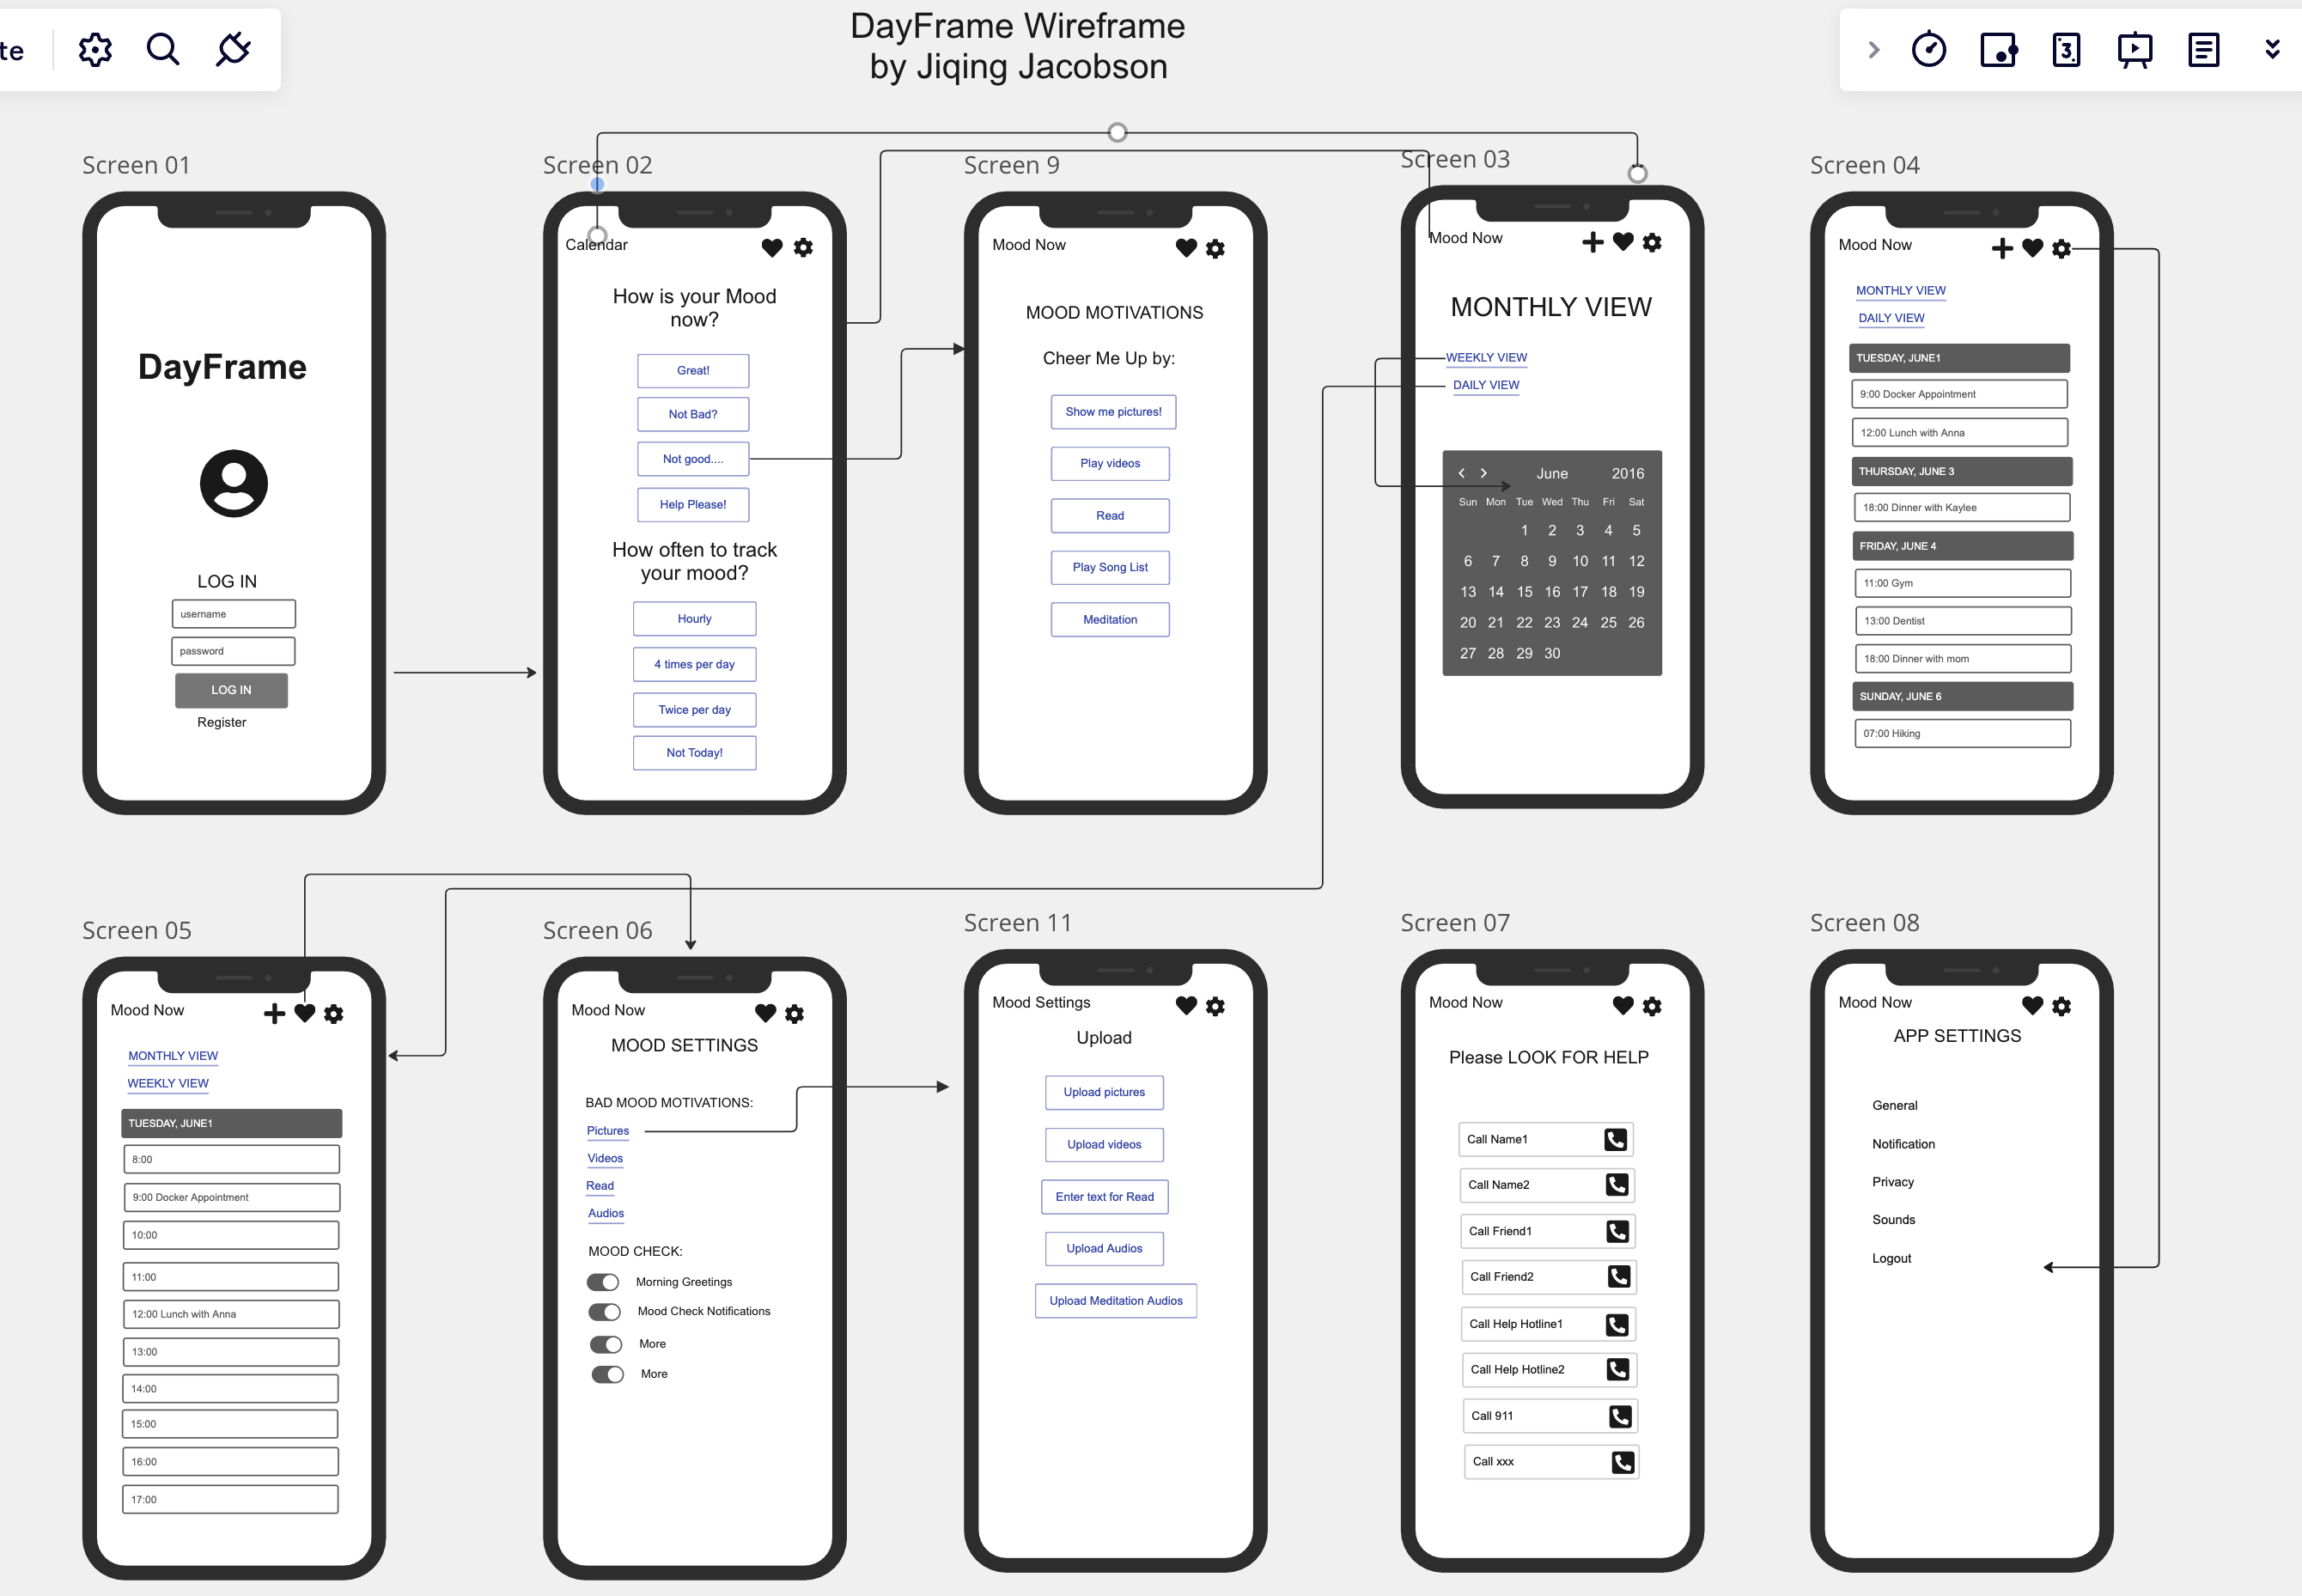 te
DayFrame Wireframe
by Jiqing Jacobson
3
Screen 01
DayFrame
LOG IN
username
password
LOG IN
Register
Screen 02
Calendar
How is your Mood
now?
Great!
Not Bad?
Not good....
Help Please!
How often to track
your mood?
Hourly
4 times per day
Twice per day
Not Today!
Screen 9
Mood Now
MOOD MOTIVATIONS
Cheer Me Up by:
Show me pictures!
Play videos
Read
Play Song List
Meditation
Screen 03
Mood Now
MONTHLY VIEW
WEEKLY VIEW
DAILY VIEW
June 2016
Sun Mon Tue Wed Thu Fri Sat
1 2 3 4 5
6 7 8 9 10 11 12
13 14 15 16 17 18 19
20 21 22 23 24 25 26
27 28 29 30
Screen 04
Mood Now
MONTHLY VIEW
DAILY VIEW
TUESDAY, JUNE1
9:00 Docker Appointment
12:00 Lunch with Anna
THURSDAY, JUNE 3
18:00 Dinner with Kaylee
FRIDAY, JUNE 4
11:00 Gym
13:00 Dentist
18:00 Dinner with mom
SUNDAY, JUNE 6
07:00 Hiking
Screen 05
Mood Now
MONTHLY VIEW
WEEKLY VIEW
TUESDAY, JUNE1
8:00
9:00 Docker Appointment
10:00
11:00
12:00 Lunch with Anna
13:00
14:00
15:00
16:00
17:00
Screen 06
Mood Now
MOOD SETTINGS
BAD MOOD MOTIVATIONS:
Pictures
Videos
Read
Audios
MOOD CHECK:
Morning Greetings
Mood Check Notifications
More
More
Screen 11
Mood Settings
Upload
Upload pictures
Upload videos
Enter text for Read
Upload Audios
Upload Meditation Audios
Screen 07
Mood Now
Please LOOK FOR HELP
Call Name1
Call Name2
Call Friend1
Call Friend2
Call Help Hotline1
Call Help Hotline2
Call 911
Call xxx
Screen 08
Mood Now
APP SETTINGS
General
Notification
Privacy
Sounds
Logout